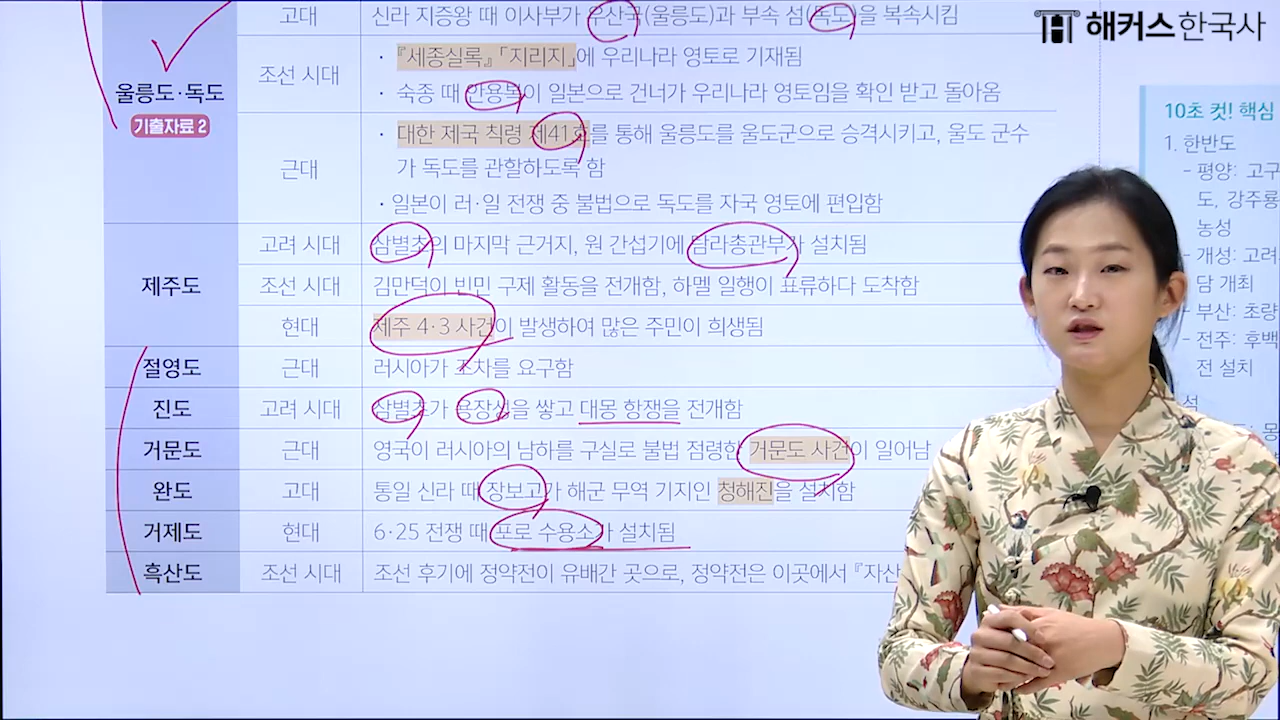 해커스한국사
고대
신라 지증왕 때 이사부가 우산국(울릉도)과 부속 섬(독도)을 복속시킴
울릉도·독도
기출자료 2
조선 시대
· 『세종실록』「지리지」에 우리나라 영토로 기재됨
· 숙종 때 안용복이 일본으로 건너가 우리나라 영토임을 확인 받고 돌아옴
근대
· 대한 제국 칙령 제41호를 통해 울릉도를 울도군으로 승격시키고, 울도 군수
가 독도를 관할하도록 함
· 일본이 러·일 전쟁 중 불법으로 독도를 자국 영토에 편입함
제주도
고려 시대
삼별초의 마지막 근거지, 원 간섭기에 탐라총관부가 설치됨
조선 시대
김만덕이 빈민 구제 활동을 전개함, 하멜 일행이 표류하다 도착함
현대
제주 4·3 사건이 발생하여 많은 주민이 희생됨
절영도
근대
러시아가 조차를 요구함
진도
고려 시대
삼별초가 용장성을 쌓고 대몽 항쟁을 전개함
거문도
근대
영국이 러시아의 남하를 구실로 불법 점령한 거문도 사건이 일어남
완도
고대
통일 신라 때 장보고가 해군 무역 기지인 청해진을 설치함
거제도
현대
6·25 전쟁 때 포로 수용소가 설치됨
흑산도
조선 시대
조선 후기에 정약전이 유배간 곳으로, 정약전은 이곳에서 『자산
10초 컷! 핵심
1. 한반도
- 평양: 고구
도, 강주룡
농성
- 개성: 고려
담 개최
- 부산: 초량
- 전주: 후백
전 설치